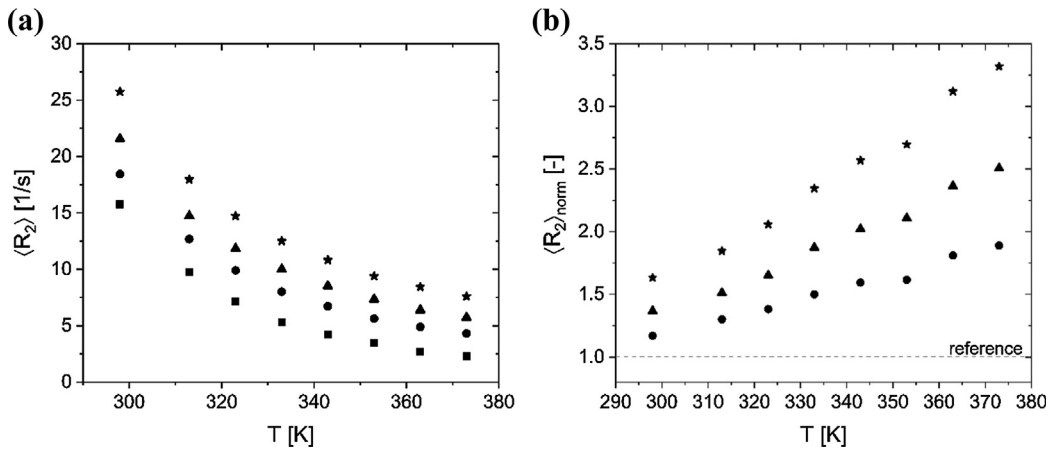 (a)
30
25
20
15
10
5
0
⟨R₂⟩ [1/s]
300 320 340 360 380
T [K]
(b)
3.5
3.0
2.5
2.0
1.5
1.0
⟨R₂⟩norm [-]
reference
290 300 310 320 330 340 350 360 370 380
T [K]